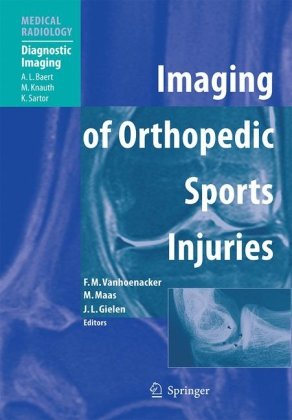 MEDICAL
RADIOLOGY
Diagnostic
Imaging
A. L. Baert
M. Knauth
K. Sartor
Imaging
of Orthopedic
Sports
Injuries
F. M. Vanhoenacker
M. Maas
J. L. Gielen
Editors
Springer